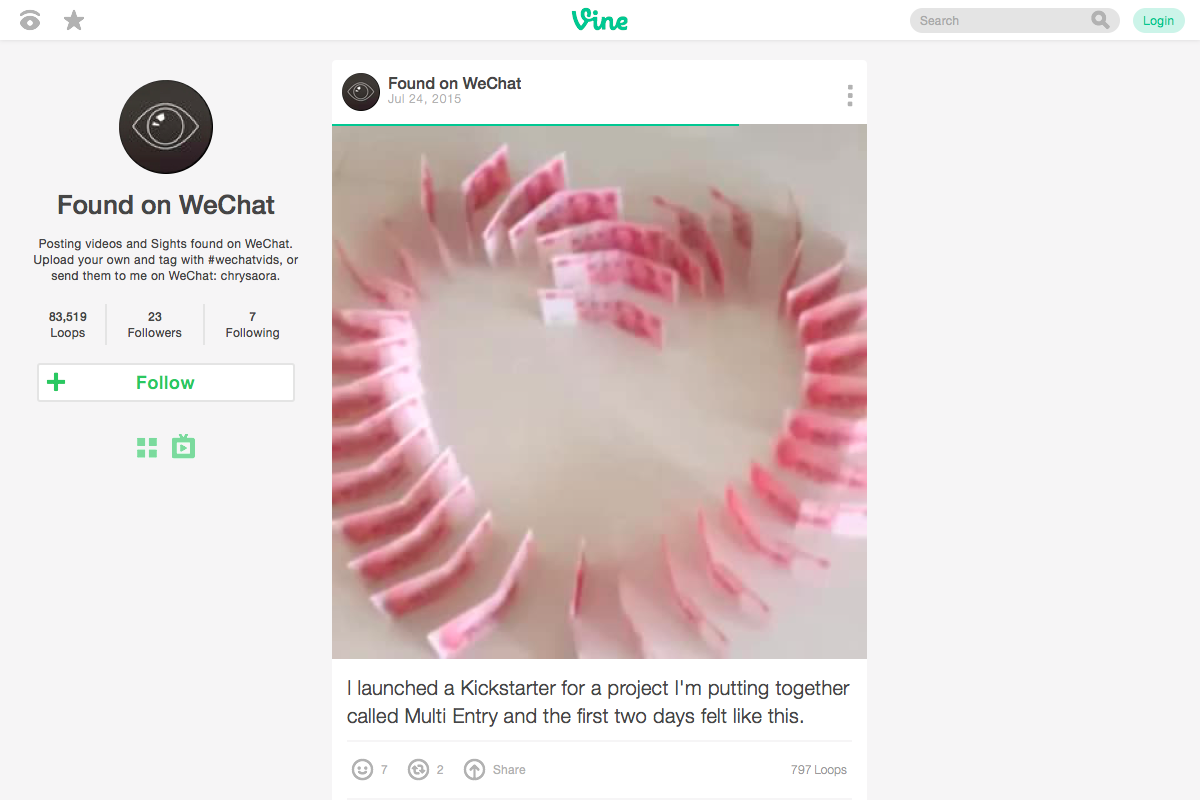 Vine
Search
Login
Found on WeChat
Posting videos and Sights found on WeChat.
Upload your own and tag with #wechatvids, or
send them to me on WeChat: chrysaora.
83,519
Loops
23
Followers
7
Following
Follow
Found on WeChat
Jul 24, 2015
I launched a Kickstarter for a project I'm putting together
called Multi Entry and the first two days felt like this.
7
2
Share
797 Loops